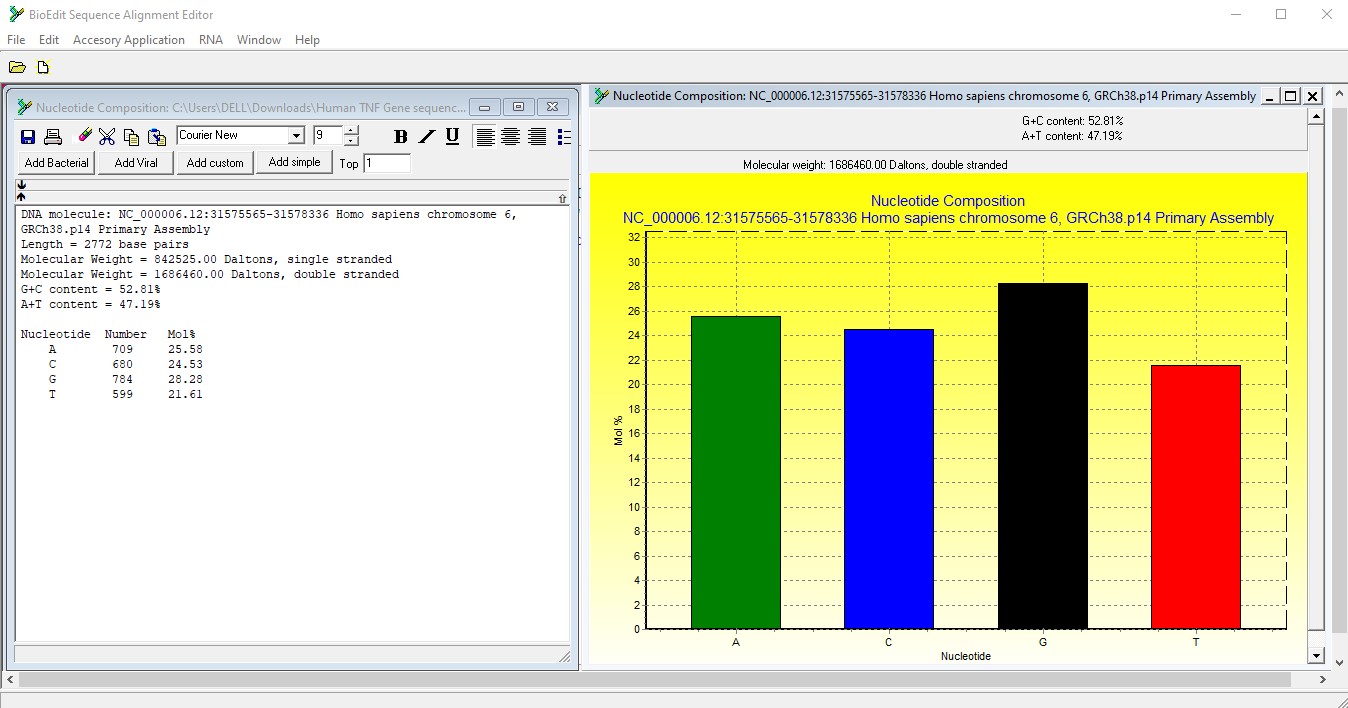 BioEdit Sequence Alignment Editor
File Edit Accesory Application RNA Window Help
Nucleotide Composition: C:\Users\DELL\Downloads\Human TNF Gene sequenc...
Courier New 9 B U
Add Bacterial Add Viral Add custom Add simple Top 1
DNA molecule: NC_000006.12:31575565-31578336 Homo sapiens chromosome 6,
GRCh38.p14 Primary Assembly
Length = 2772 base pairs
Molecular Weight = 842525.00 Daltons, single stranded
Molecular Weight = 1686460.00 Daltons, double stranded
G+C content = 52.81%
A+T content = 47.19%
Nucleotide Number Mol%
A 709 25.58
C 680 24.53
G 784 28.28
T 599 21.61
Nucleotide Composition: NC_000006.12:31575565-31578336 Homo sapiens chromosome 6, GRCh38.p14 Primary Assembly
G+C content: 52.81%
A+T content: 47.19%
Molecular weight: 1686460.00 Daltons, double stranded
Nucleotide Composition
NC_000006.12:31575565-31578336 Homo sapiens chromosome 6, GRCh38.p14 Primary Assembly
32
30
28
26
24
22
20
18
16
14
12
10
8
6
4
2
0
Mol %
A C G T
Nucleotide